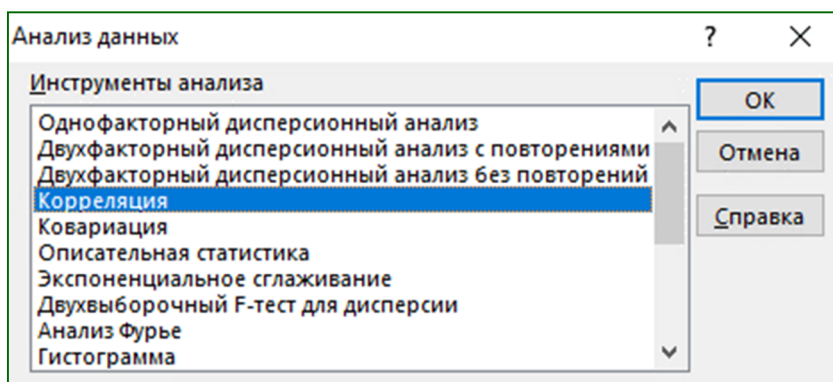 Анализ данных
?
Инструменты анализа
Однофакторный дисперсионный анализ
Двухфакторный дисперсионный анализ с повторениями
Двухфакторный дисперсионный анализ без повторений
Корреляция
Ковариация
Описательная статистика
Экспоненциальное сглаживание
Двухвыборочный F-тест для дисперсии
Анализ Фурье
Гистограмма
ОК
Отмена
Справка